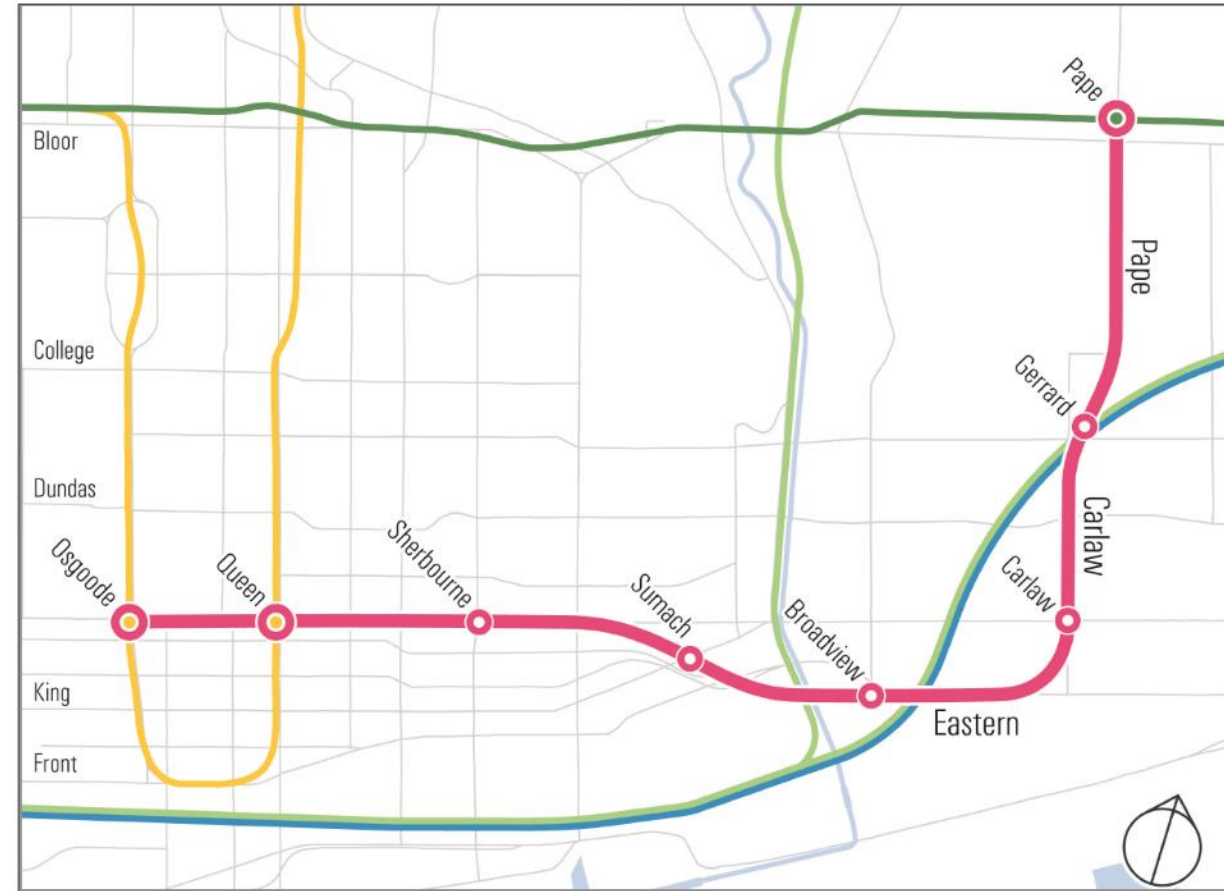 Pape
Bloor
Pape
College
Gerrard
Dundas
Carlaw
Osgoode
Queen
Sherbourne
Sumach
Broadview
Carlaw
King
Eastern
Front